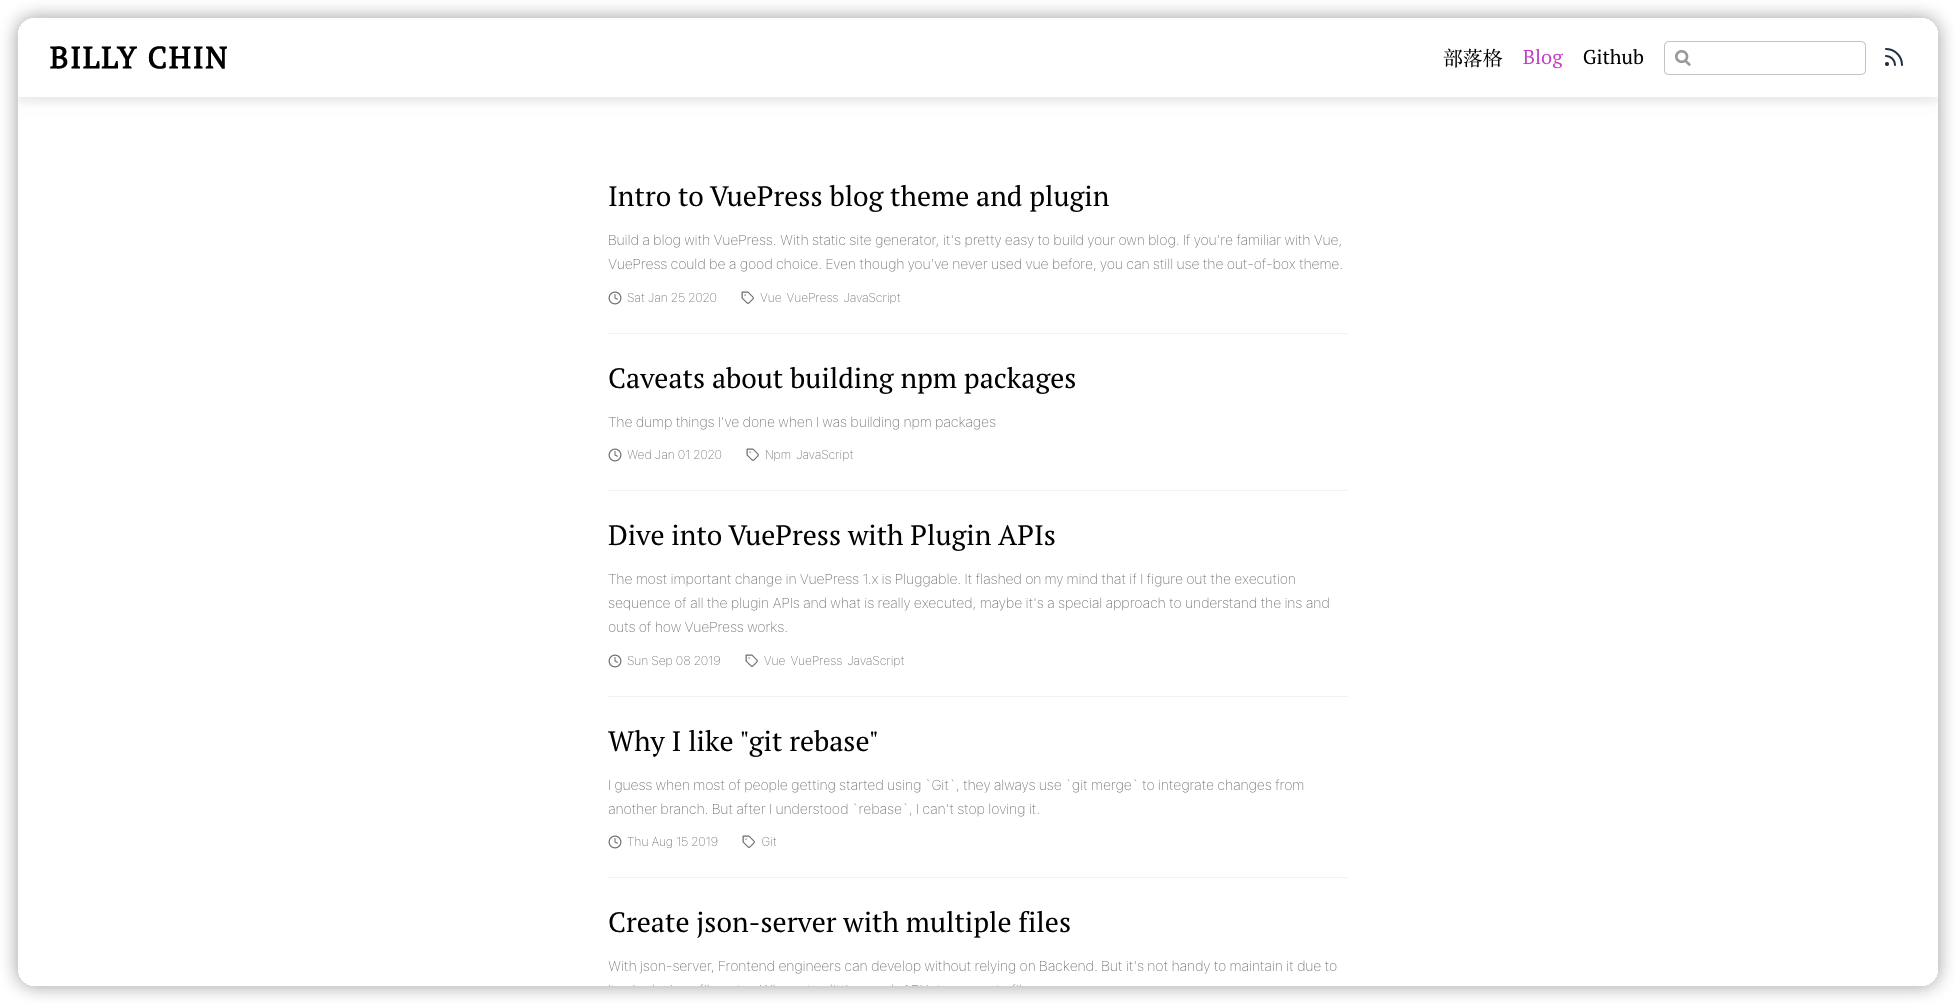 BILLY CHIN
部落格 Blog Github
Intro to VuePress blog theme and plugin
Build a blog with VuePress. With static site generator, it's pretty easy to build your own blog. If you're familiar with Vue,
VuePress could be a good choice. Even though you've never used vue before, you can still use the out-of-box theme.
Sat Jan 25 2020 Vue VuePress JavaScript
Caveats about building npm packages
The dump things I've done when I was building npm packages
Wed Jan 01 2020 Npm JavaScript
Dive into VuePress with Plugin APIs
The most important change in VuePress 1.x is Pluggable. It flashed on my mind that if I figure out the execution
sequence of all the plugin APIs and what is really executed, maybe it's a special approach to understand the ins and
outs of how VuePress works.
Sun Sep 08 2019 Vue VuePress JavaScript
Why I like "git rebase"
I guess when most of people getting started using `Git`, they always use `git merge` to integrate changes from
another branch. But after I understood `rebase`, I can't stop loving it.
Thu Aug 15 2019 Git
Create json-server with multiple files
With json-server, Frontend engineers can develop without relying on Backend. But it's not handy to maintain it due to